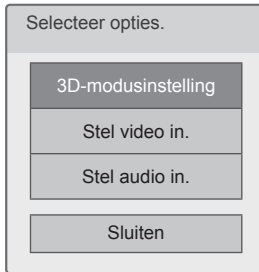 Selecteer opties.
3D-modusinstelling
Stel video in.
Stel audio in.
Sluiten